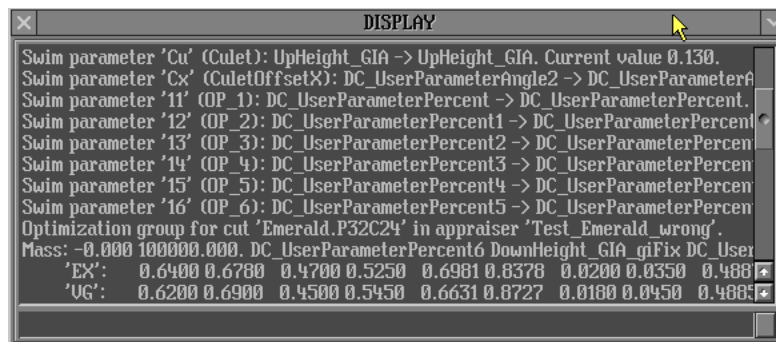 DISPLAY
Swim parameter 'Cu' (Culet): UpHeight_GIA -> UpHeight_GIA. Current value 0.130.
Swim parameter 'Cx' (CuletOffsetX): DC_UserParameterAngle2 -> DC_UserParameterA
Swim parameter '11' (OP_1): DC_UserParameterPercent -> DC_UserParameterPercent.
Swim parameter '12' (OP_2): DC_UserParameterPercent1 -> DC_UserParameterPercent
Swim parameter '13' (OP_3): DC_UserParameterPercent2 -> DC_UserParameterPercen
Swim parameter '14' (OP_4): DC_UserParameterPercent3 -> DC_UserParameterPercen
Swim parameter '15' (OP_5): DC_UserParameterPercent4 -> DC_UserParameterPercen
Swim parameter '16' (OP_6): DC_UserParameterPercent5 -> DC_UserParameterPercen
Optimization group for cut 'Emerald.P32C24' in appraiser 'Test_Emerald_wrong'.
Mass: -0.000 100000.000. DC_UserParameterPercent6 DownHeight_GIA_giFix DC_User
'EX': 0.6400 0.6780 0.4700 0.5250 0.6981 0.8378 0.0200 0.0350 0.488
'VG': 0.6200 0.6900 0.4500 0.5450 0.6631 0.8727 0.0180 0.0450 0.4885